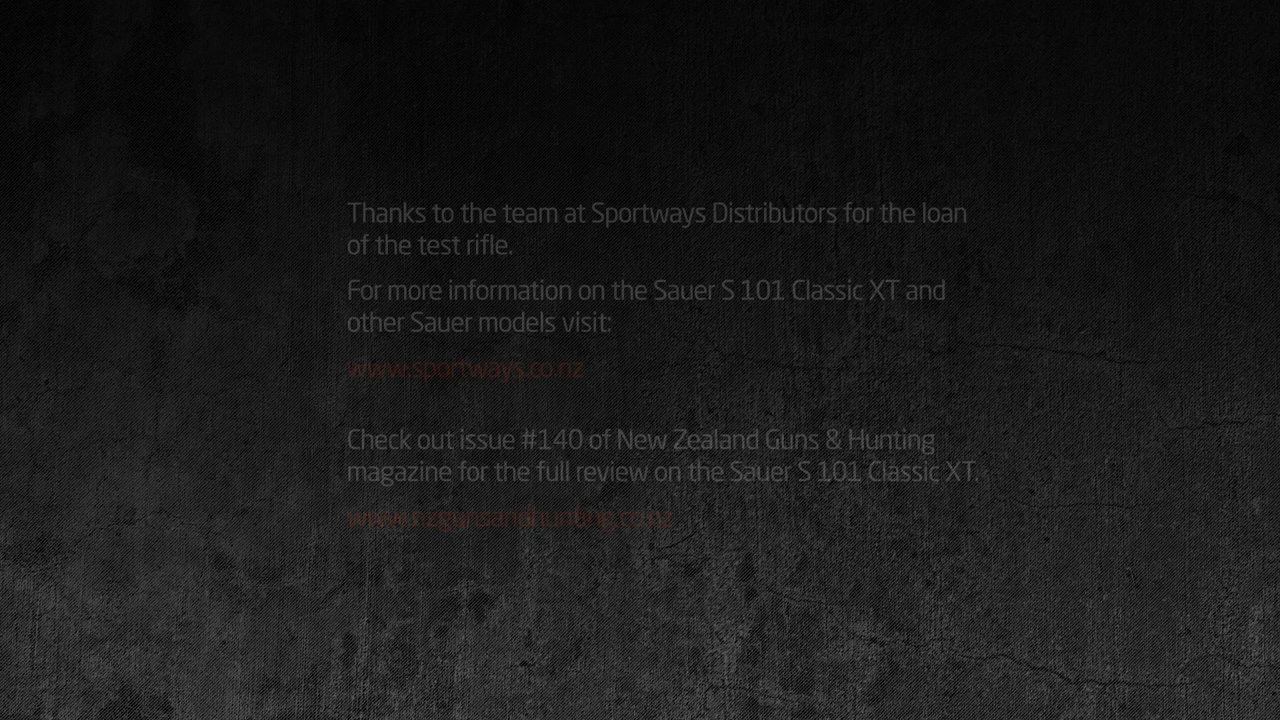 Thanks to the team at Sportways Distributors for the loan
of the test rifle.
For more information on the Sauer S 101 Classic XT and
other Sauer models visit:
www.sportways.co.nz
Check out issue #140 of New Zealand Guns & Hunting
magazine for the full review on the Sauer S 101 Classic XT.
www.nzgunsandhunting.co.nz